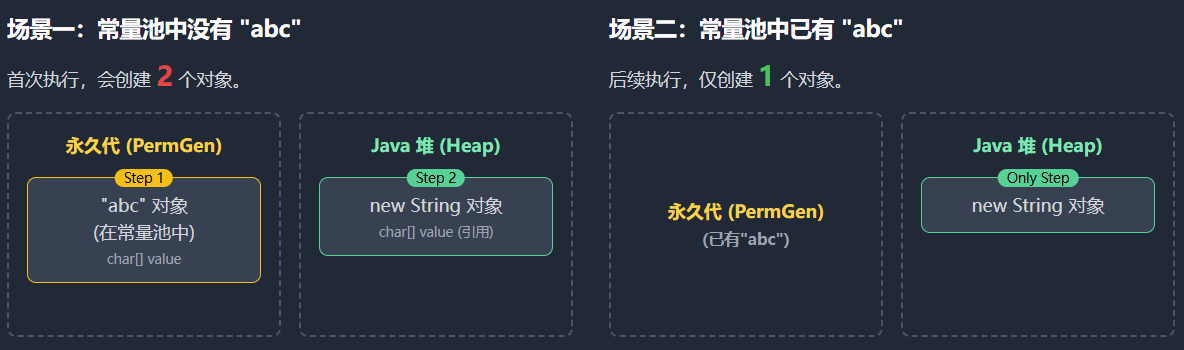 场景一：常量池中没有 "abc"
首次执行，会创建 2 个对象。
永久代 (PermGen)
Step 1
"abc" 对象
(在常量池中)
char[] value
Java 堆 (Heap)
Step 2
new String 对象
char[] value (引用)
场景二：常量池中已有 "abc"
后续执行，仅创建 1 个对象。
永久代 (PermGen)
(已有"abc")
Java 堆 (Heap)
Only Step
new String 对象